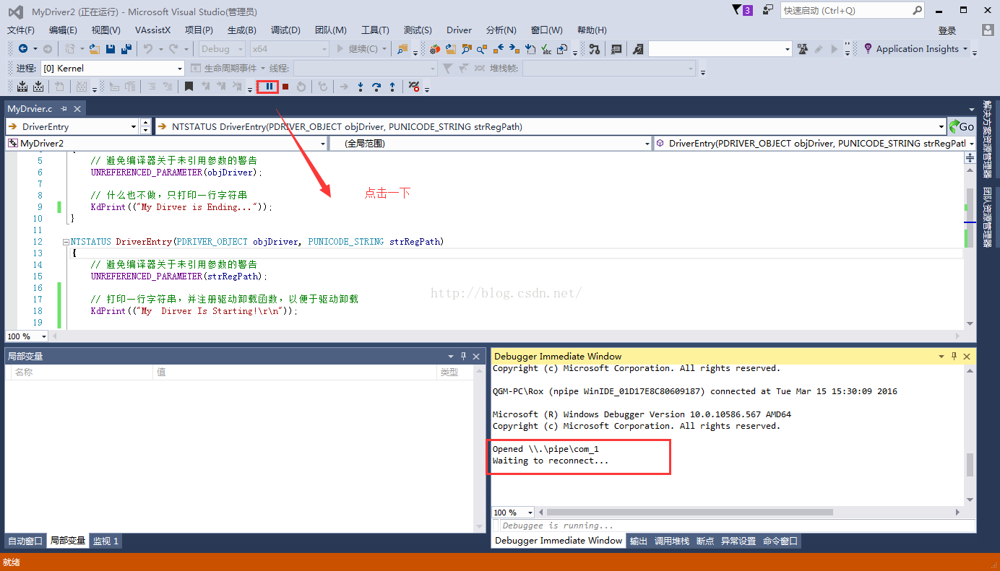 MyDriver2 (正在运行) - Microsoft Visual Studio(管理员)
3
快速启动 (Ctrl+Q)
文件(F) 编辑(E) 视图(V) VAssistX 项目(P) 生成(B) 调试(D) 团队(M) 工具(T) 测试(S) Driver 分析(N) 窗口(W) 帮助(H) 登录
Debug x64 继续(C) Application Insights
进程: [0] Kernel 生命周期事件 线程: 堆栈帧:
MyDrvier.c
DriverEntry NTSTATUS DriverEntry(PDRIVER_OBJECT objDriver, PUNICODE_STRING strRegPath) Go
MyDriver2 (全局范围) DriverEntry(PDRIVER_OBJECT objDriver, PUNICODE_STRING strRegPatl
5 // 避免编译器关于未引用参数的警告
6 UNREFERENCED_PARAMETER(objDriver);
7
8 // 什么也不做，只打印一行字符串
9 KdPrint(("My Dirver is Ending..."));
10 }
11
12 NTSTATUS DriverEntry(PDRIVER_OBJECT objDriver, PUNICODE_STRING strRegPath)
13 {
14 // 避免编译器关于未引用参数的警告
15 UNREFERENCED_PARAMETER(strRegPath);
16
17 // 打印一行字符串，并注册驱动卸载函数，以便于驱动卸载
18 KdPrint(("My  Dirver Is Starting!\r\n"));
19
点击一下
http://blog.csdn.net/
解决方案资源管理器
团队资源管理器
100 %
局部变量
名称 值 类型
自动窗口 局部变量 监视 1
Debugger Immediate Window
Copyright (c) Microsoft Corporation. All rights reserved.
QGM-PC\Rox (npipe WinIDE_01D17E8C80609187) connected at Tue Mar 15 15:30:09 2016
Microsoft (R) Windows Debugger Version 10.0.10586.567 AMD64
Copyright (c) Microsoft Corporation. All rights reserved.
Opened \\.\pipe\com_1
Waiting to reconnect...
100 %
Debuggee is running...
Debugger Immediate Window 输出 调用堆栈 断点 异常设置 命令窗口
就绪